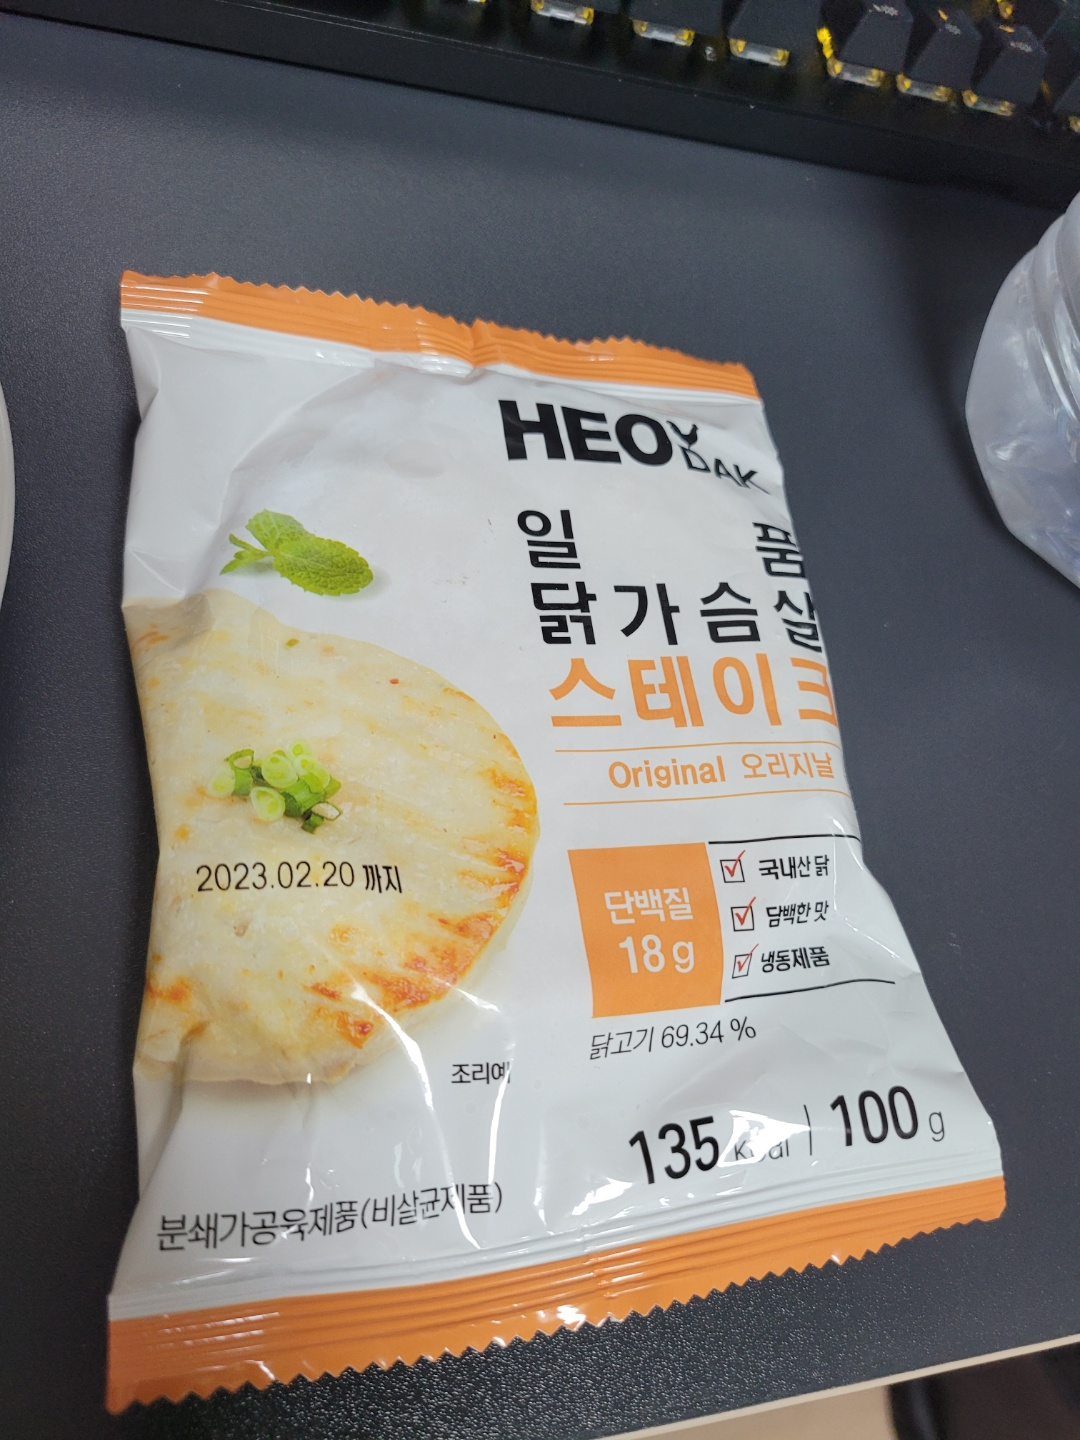 HEO DAK
일품
닭가슴살
스테이크
Original 오리지날
2023.02.20 까지
단백질
18g
국내산 닭
담백한 맛
냉동제품
닭고기 69.34 %
조리예
135 kcal | 100 g
분쇄가공육제품(비살균제품)